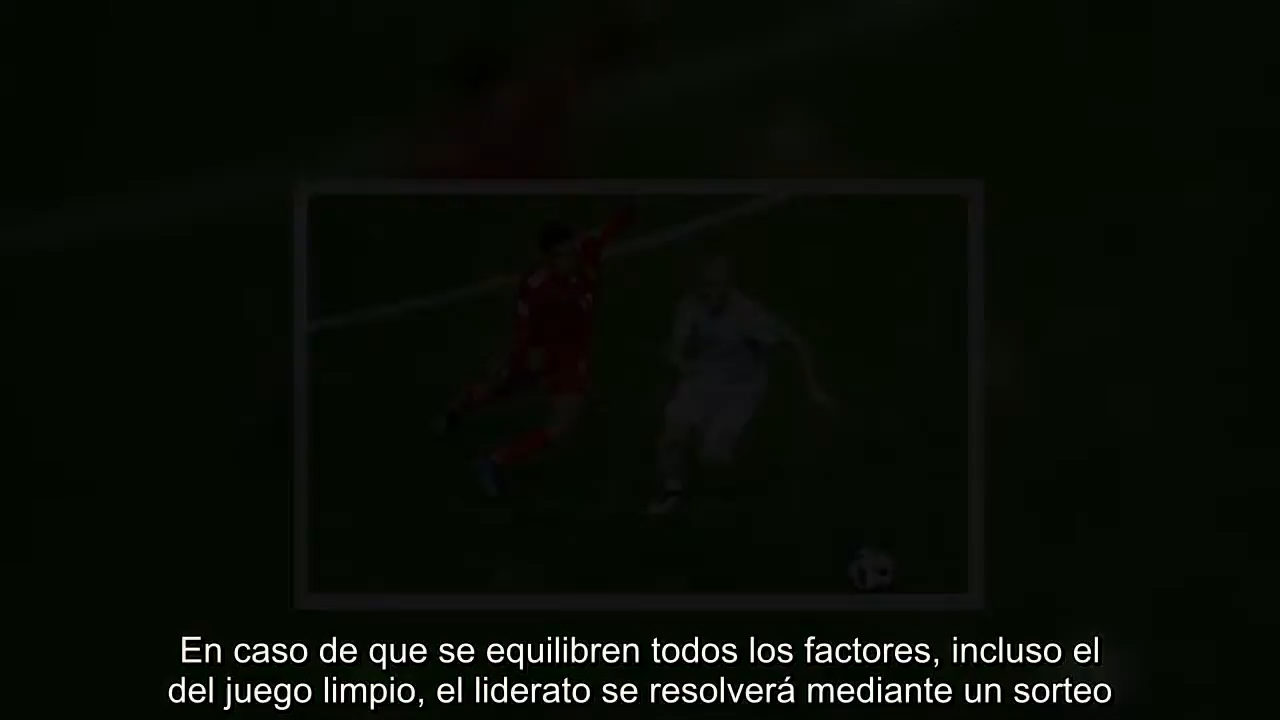 En caso de que se equilibren todos los factores, incluso el
del juego limpio, el liderato se resolverá mediante un sorteo